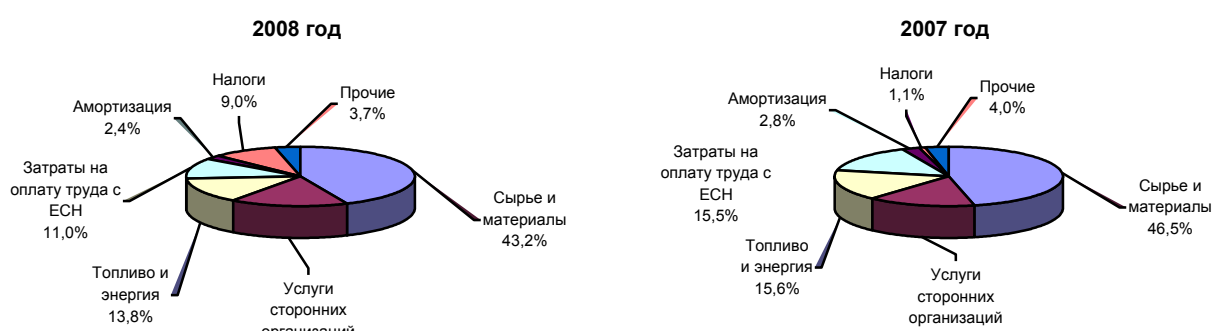 2008 год
Налоги
9,0%
Прочие
3,7%
Амортизация
2,4%
Затраты на
оплату труда с
ЕСН
11,0%
Сырье и
материалы
43,2%
Топливо и
энергия
13,8%
Услуги
сторонних
организаций
2007 год
Налоги
1,1%
Прочие
4,0%
Амортизация
2,8%
Затраты на
оплату труда с
ЕСН
15,5%
Сырье и
материалы
46,5%
Топливо
и энергия
15,6%
Услуги
сторонних
организаций